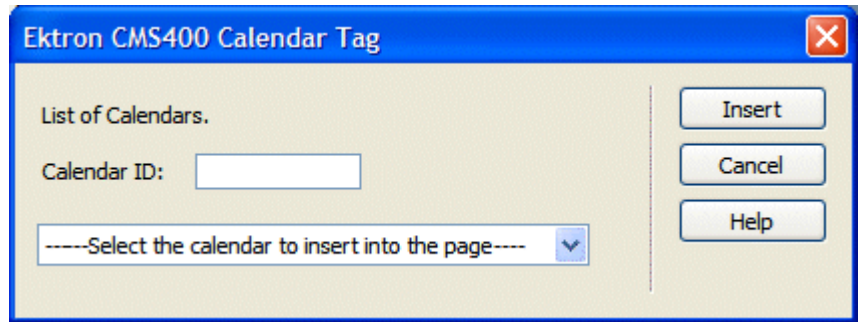 Ektron CMS400 Calendar Tag
List of Calendars.
Calendar ID:
------Select the calendar to insert into the page----
Insert
Cancel
Help